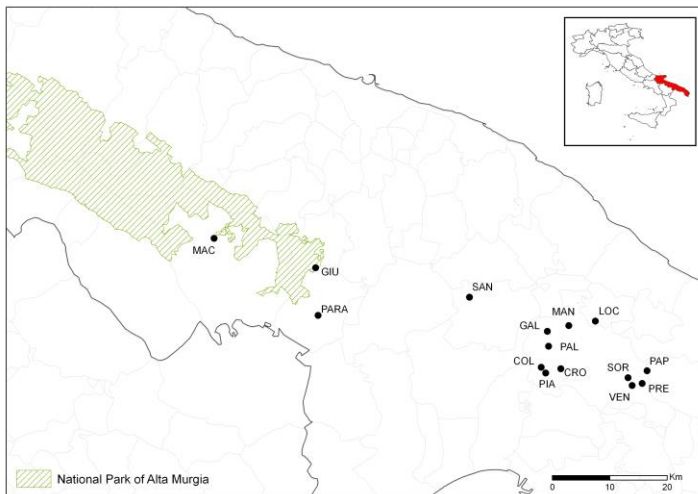 MAC
GIU
PARA
SAN
MAN
LOC
GAL
PAL
COL
CRO
PIA
SOR
PAP
VEN
PRE
National Park of Alta Murgia
Km
0 10 20